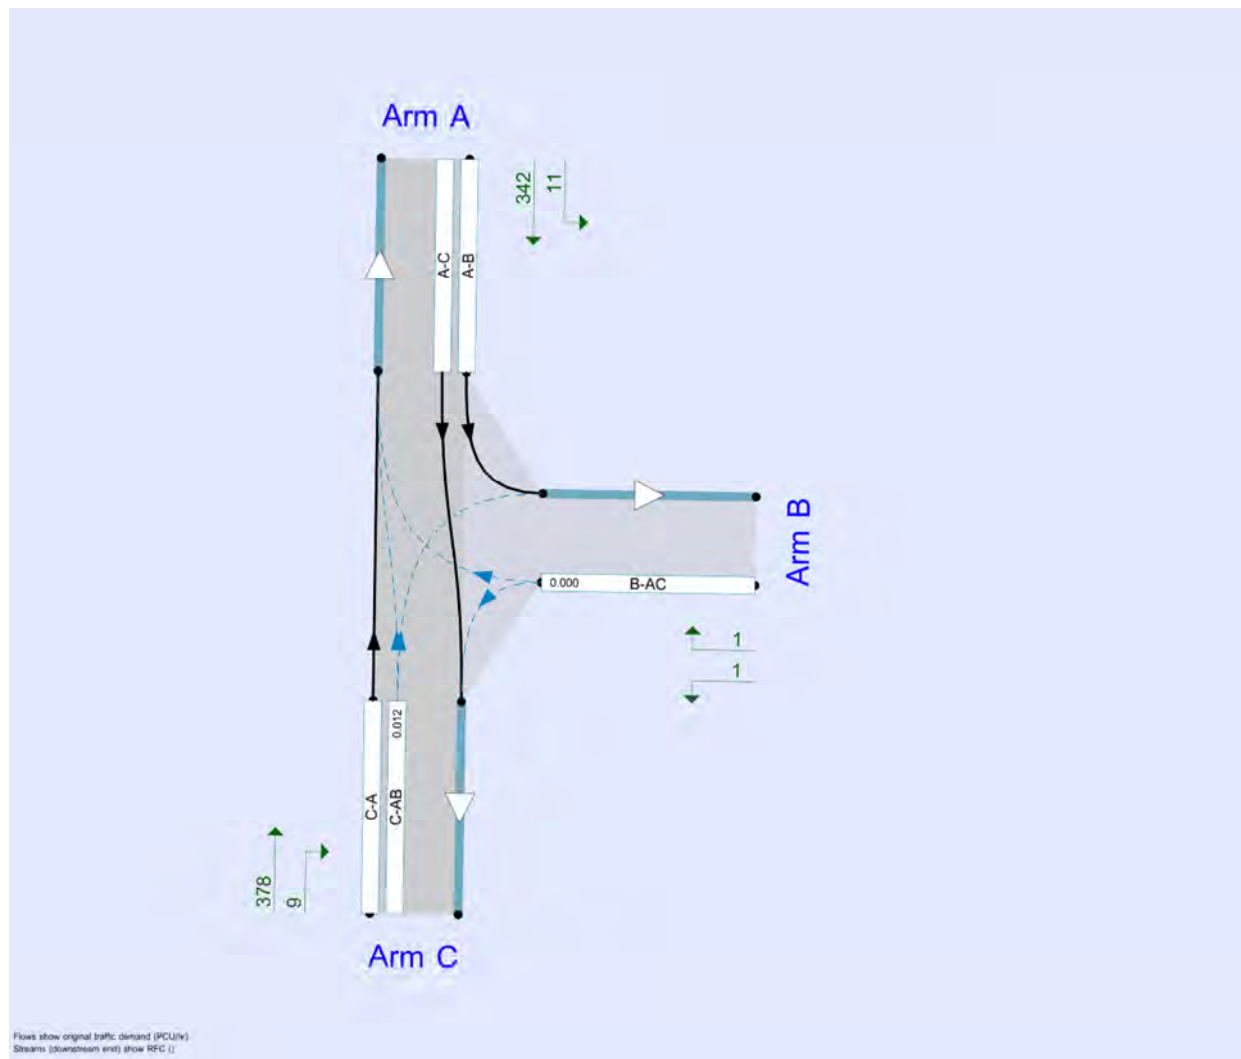 Arm A
342
11
A-C
A-B
Arm B
0.000
B-AC
1
1
0.012
C-A
C-AB
378
9
Arm C
Flows show original traffic demand (PCU/hr)
Streams (downstream end) show RFC ()